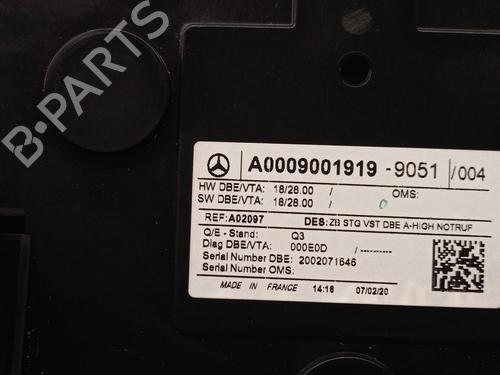 B-PARTS
A0009001919 - 9051 /004
HW DBE/VTA: 18/28.00 / OMS:
SW DBE/VTA: 18/28.00 /
REF: A02097 DES: ZB STG VST DBE A-HIGH NOTRUF
Q/E - Stand: Q3
Diag DBE/VTA: 000E0D /----------
Serial Number DBE: 2002071646
Serial Number OMS:
MADE IN FRANCE 14:16 07/02/20